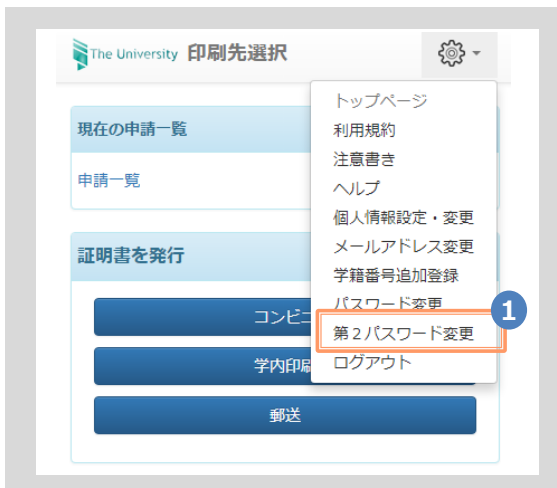 The University 印刷先選択
トップページ
現在の申請一覧
利用規約
注意書き
申請一覧
ヘルプ
個人情報設定・変更
メールアドレス変更
証明書を発行
学籍番号追加登録
パスワード変更
1
コンビニ
第2パスワード変更
学内印刷
ログアウト
郵送